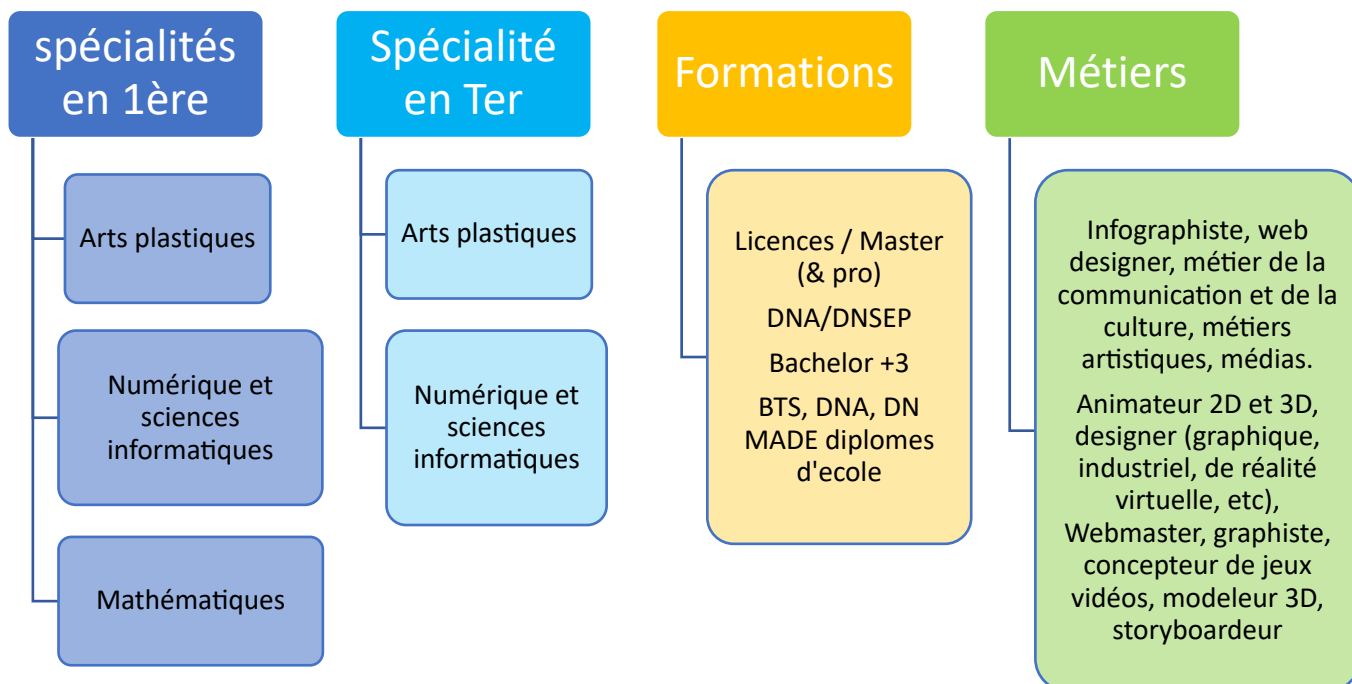 spécialités
en 1ère
Arts plastiques
Numérique et
sciences
informatiques
Mathématiques
Spécialité
en Ter
Arts plastiques
Numérique et
sciences
informatiques
Formations
Licences / Master
(& pro)
DNA/DNSEP
Bachelor +3
BTS, DNA, DN
MADE diplomes
d'ecole
Métiers
Infographiste, web
designer, métier de la
communication et de la
culture, métiers
artistiques, médias.
Animateur 2D et 3D,
designer (graphique,
industriel, de réalité
virtuelle, etc),
Webmaster, graphiste,
concepteur de jeux
vidéos, modeleur 3D,
storyboardeur